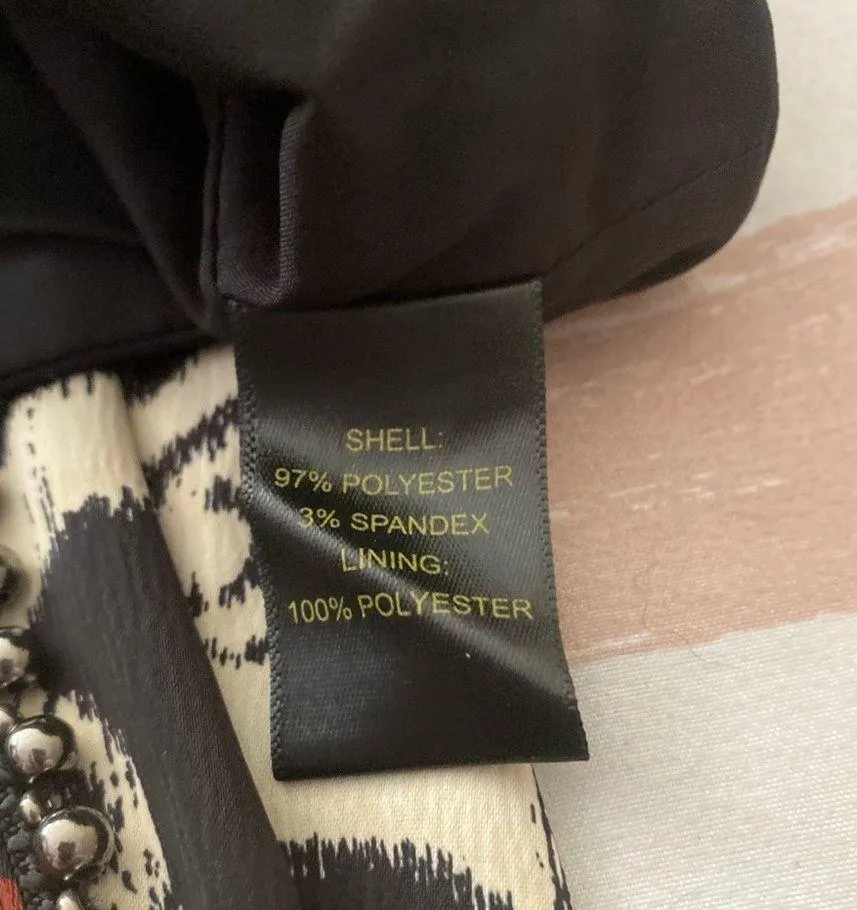 SHELL:
97% POLYESTER
3% SPANDEX
LINING:
100% POLYESTER